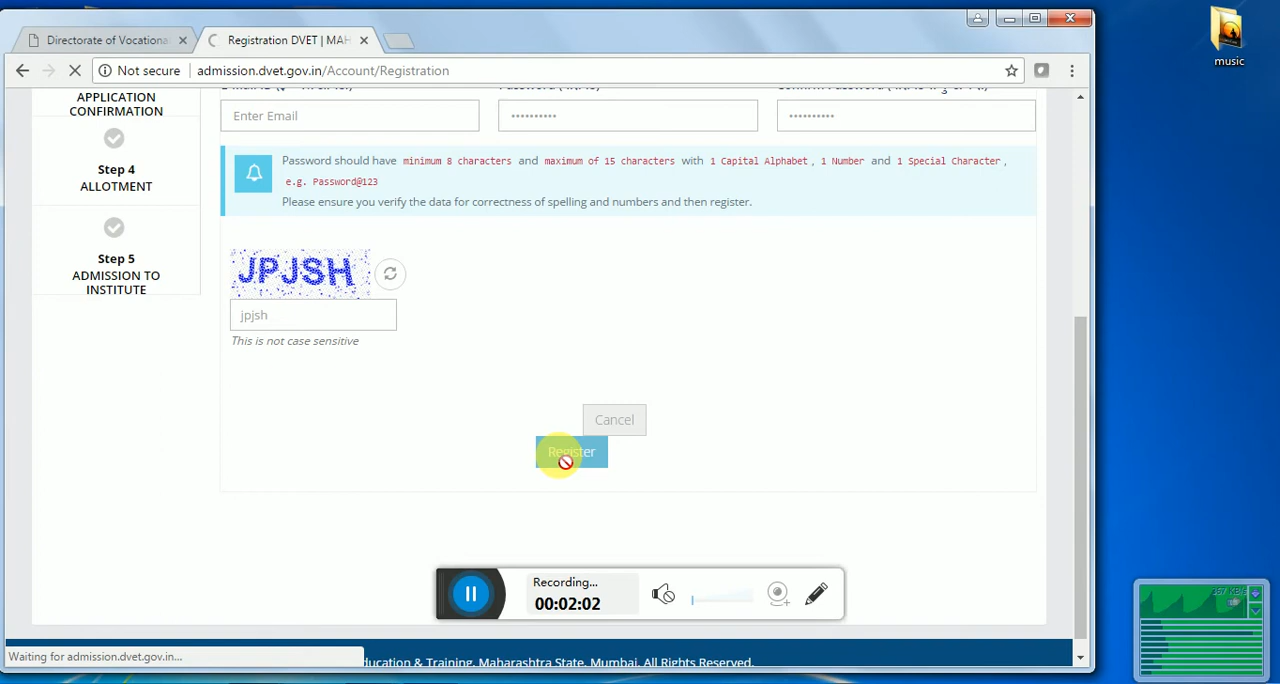 Directorate of Vocationa
Registration DVET | MAH
music
Not secure
admission.dvet.gov.in/Account/Registration
APPLICATION
CONFIRMATION
Enter Email
Password should have minimum 8 characters and maximum of 15 characters with 1 Capital Alphabet, 1 Number and 1 Special Character,
e.g. Password@123
Please ensure you verify the data for correctness of spelling and numbers and then register.
Step 4
ALLOTMENT
Step 5
ADMISSION TO
INSTITUTE
JPJSH
jpjsh
This is not case sensitive
Cancel
Register
Recording...
00:02:02
Waiting for admission.dvet.gov.in...
ducation & Training, Maharashtra State, Mumbai. All Rights Reserved.